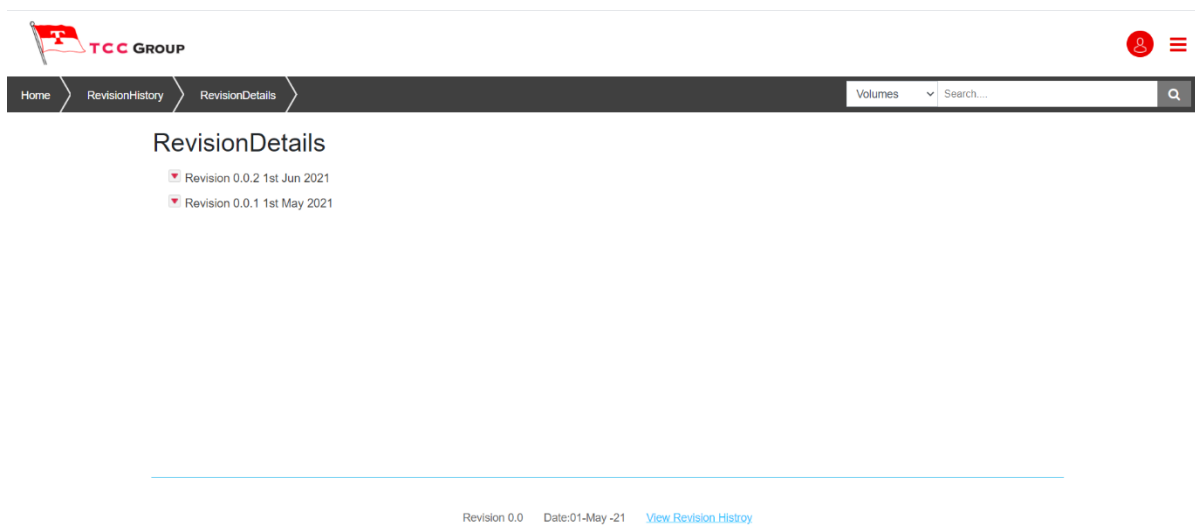 T
TCC GROUP
Home RevisionHistory RevisionDetails Volumes Search....
RevisionDetails
Revision 0.0.2 1st Jun 2021
Revision 0.0.1 1st May 2021
Revision 0.0 Date:01-May -21 View Revision Histroy